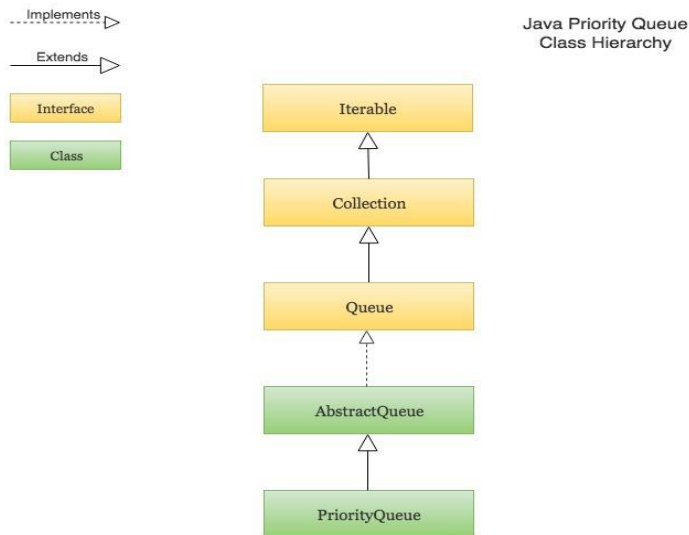 Implements
Extends
Interface
Class
Java Priority Queue
Class Hierarchy
Iterable
Collection
Queue
AbstractQueue
PriorityQueue